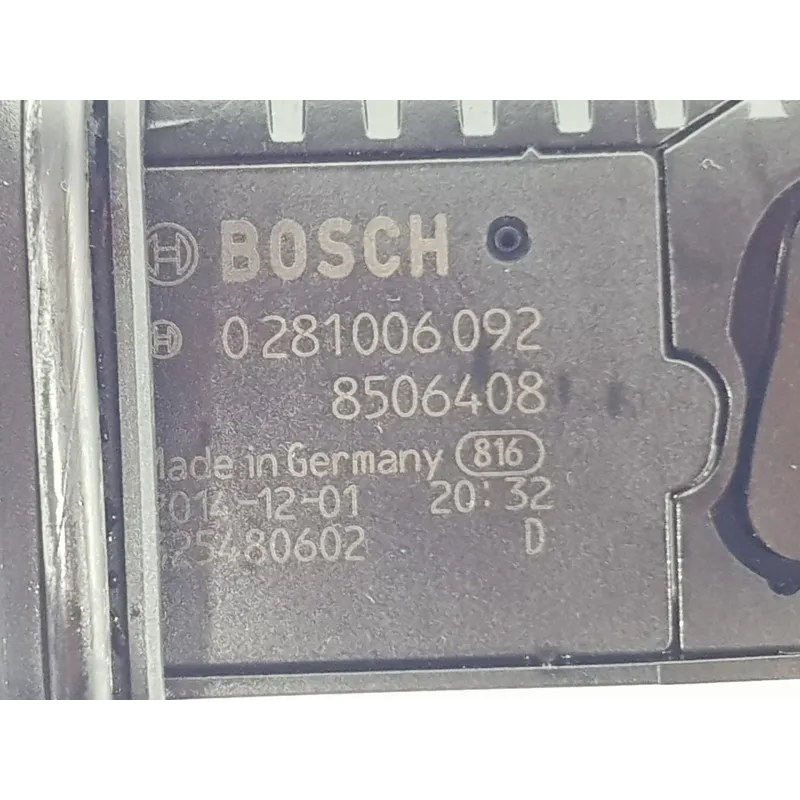 BOSCH
0 281 006 092
8506408
Made in Germany 816
2014-12-01 20:32
25480602 D